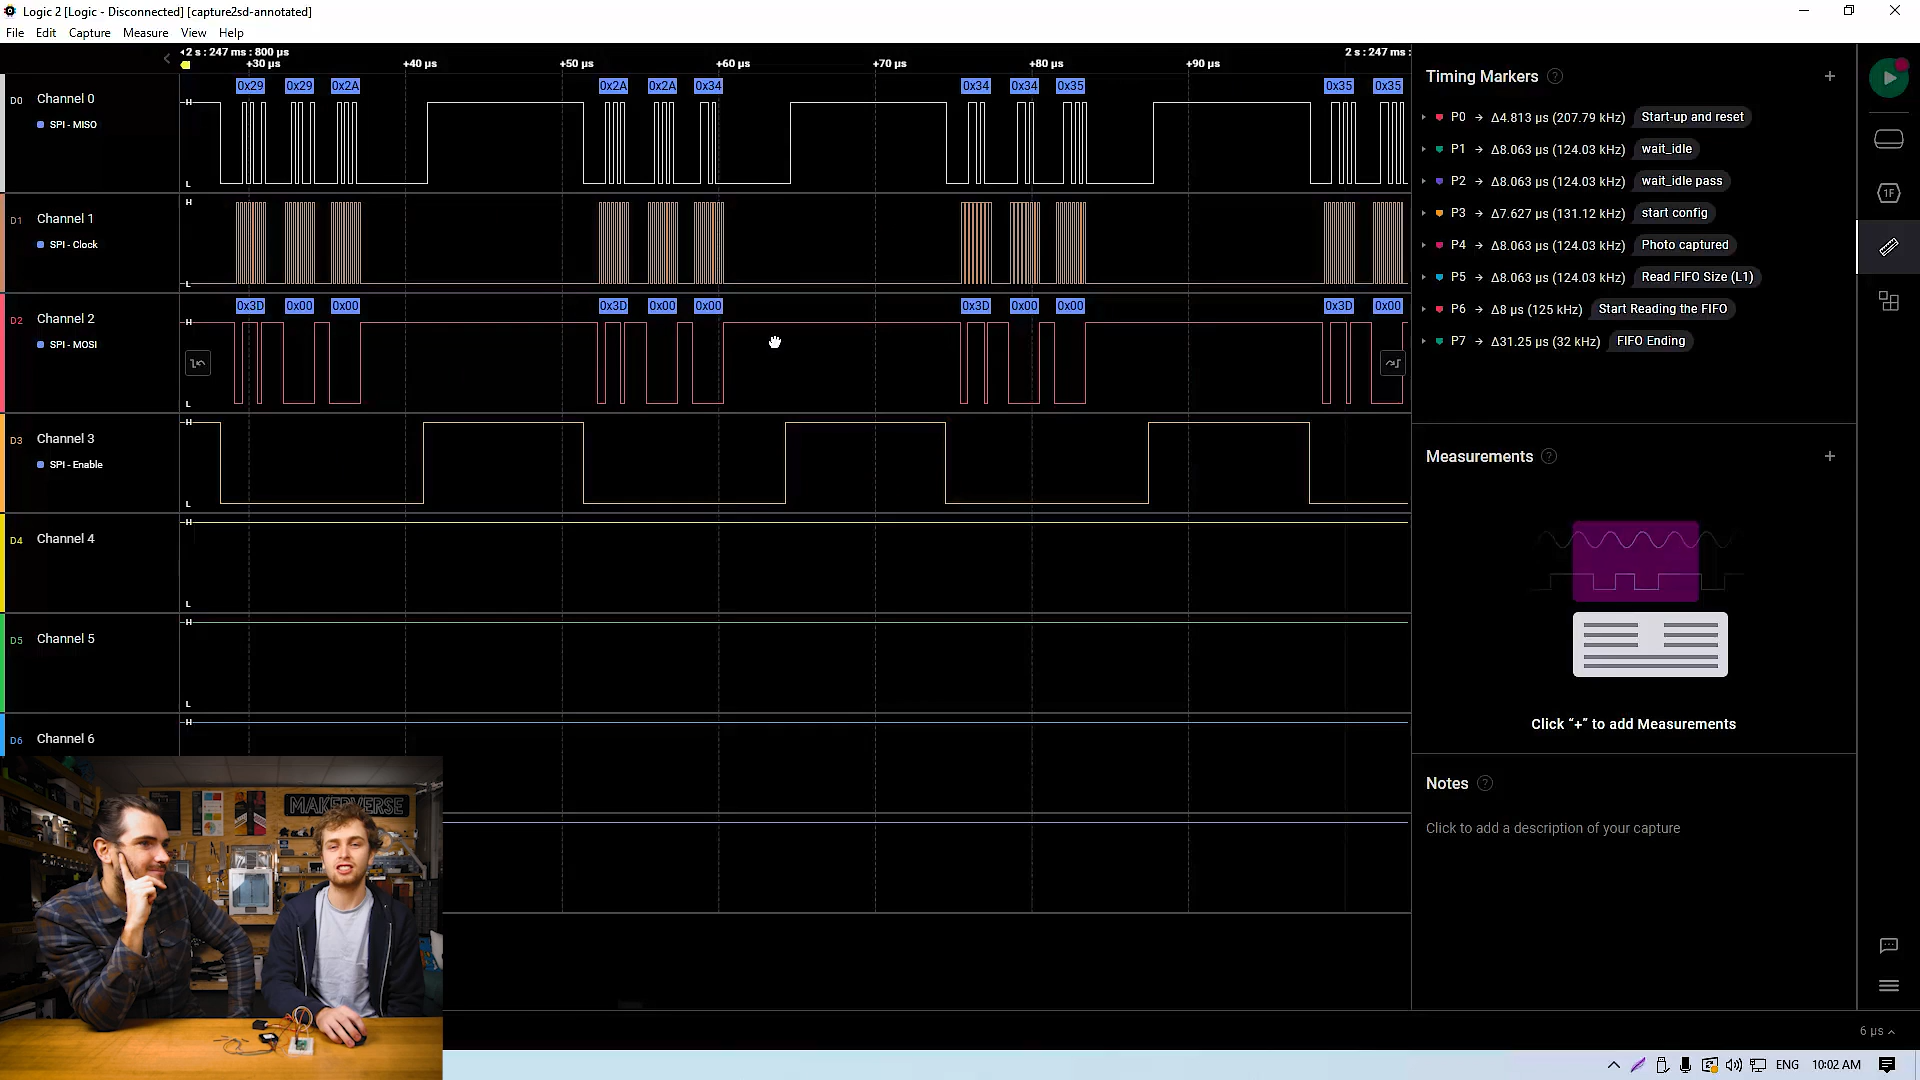 Logic 2 [Logic - Disconnected] [capture2sd-annotated]
File Edit Capture Measure View Help
2 s : 247 ms : 800 µs
2 s : 247 ms :
+30 µs +40 µs +50 µs +60 µs +70 µs +80 µs +90 µs
0x29 0x29 0x2A 0x2A 0x2A 0x34 0x34 0x34 0x35 0x35 0x35
D0 Channel 0
SPI - MISO
H
L
D1 Channel 1
SPI - Clock
H
L
0x3D 0x00 0x00 0x3D 0x00 0x00 0x3D 0x00 0x00 0x3D 0x00
D2 Channel 2
SPI - MOSI
H
L
D3 Channel 3
SPI - Enable
H
L
D4 Channel 4
H
L
D5 Channel 5
H
L
D6 Channel 6
H
MAKERVERSE
Timing Markers ? +
P0 → Δ4.813 µs (207.79 kHz) Start-up and reset
P1 → Δ8.063 µs (124.03 kHz) wait_idle
P2 → Δ8.063 µs (124.03 kHz) wait_idle pass
P3 → Δ7.627 µs (131.12 kHz) start config
P4 → Δ8.063 µs (124.03 kHz) Photo captured
P5 → Δ8.063 µs (124.03 kHz) Read FIFO Size (L1)
P6 → Δ8 µs (125 kHz) Start Reading the FIFO
P7 → Δ31.25 µs (32 kHz) FIFO Ending
Measurements ? +
Click “+” to add Measurements
Notes ?
Click to add a description of your capture
1F
6 µs
ENG 10:02 AM